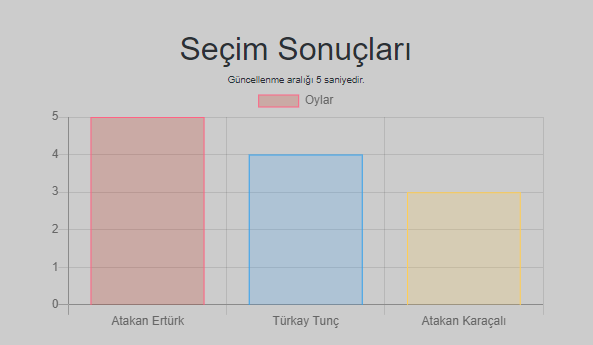 Seçim Sonuçları
Güncellenme aralığı 5 saniyedir.
Oylar
5
4
3
2
1
0
Atakan Ertürk Türkay Tunç Atakan Karaçalı